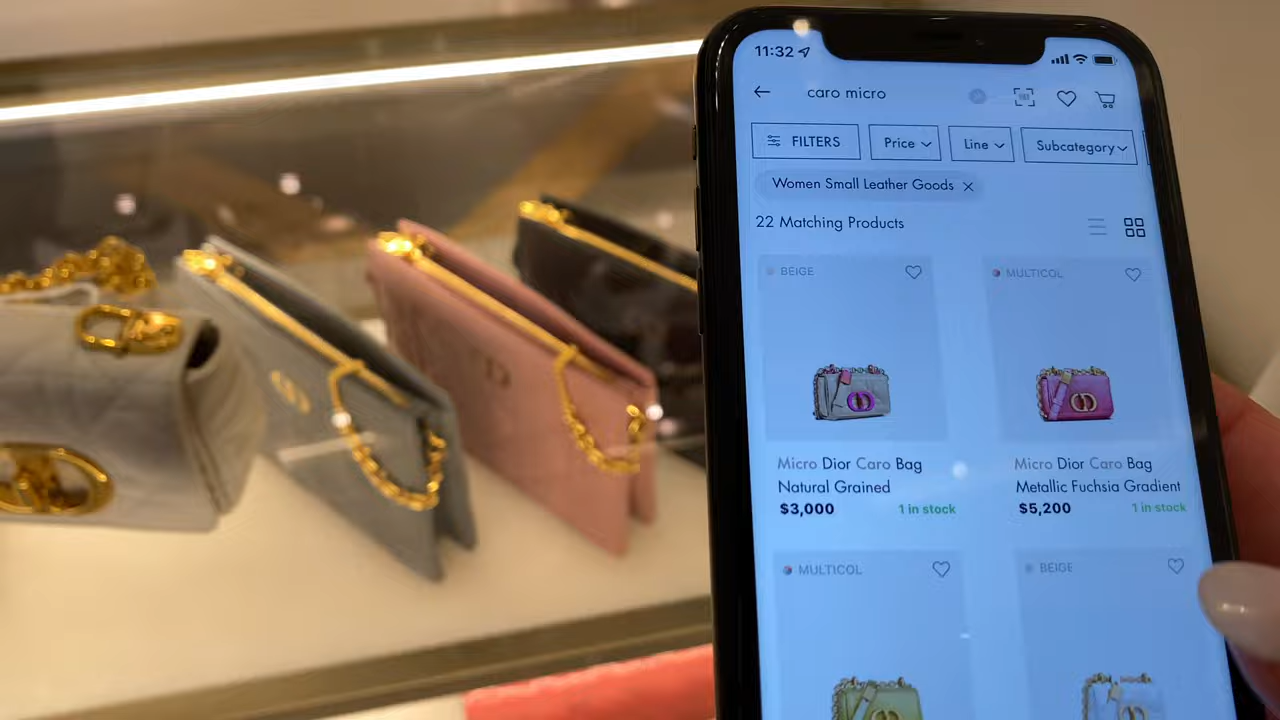 11:32
caro micro
FILTERS
Price
Line
Subcategory
Women Small Leather Goods
22 Matching Products
BEIGE
MULTICOL
Micro Dior Caro Bag
Natural Grained
$3,000
1 in stock
Micro Dior Caro Bag
Metallic Fuchsia Gradient
$5,200
1 in stock
MULTICOL
BEIGE